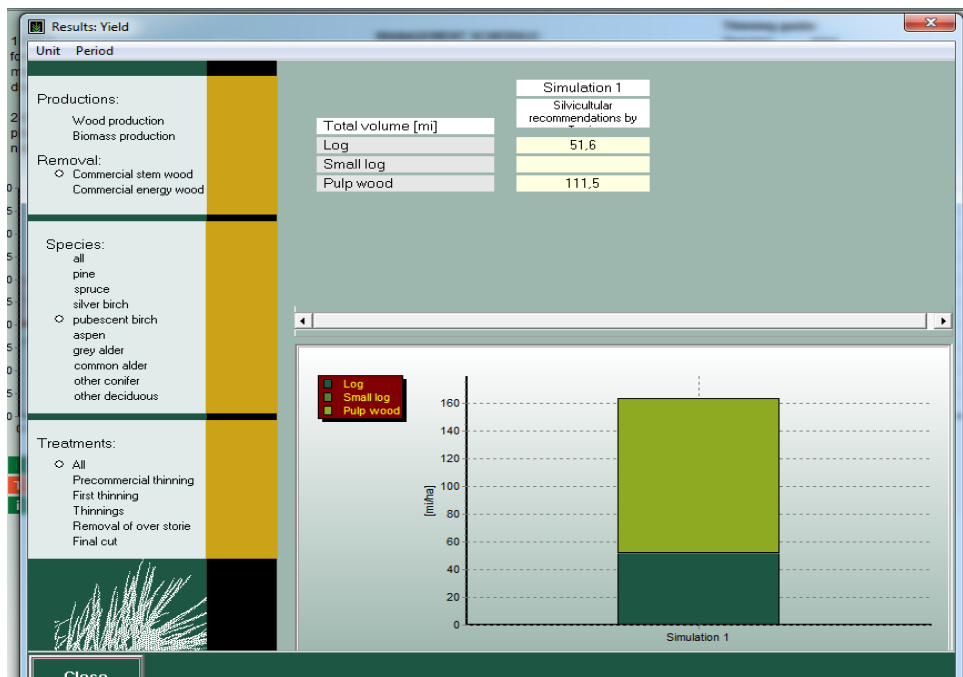 Results: Yield
Unit Period
Productions:
Wood production
Biomass production
Removal:
Commercial stem wood
Commercial energy wood
Species:
all
pine
spruce
silver birch
pubescent birch
aspen
grey alder
common alder
other conifer
other deciduous
Treatments:
All
Precommercial thinning
First thinning
Thinnings
Removal of over storie
Final cut
Close
Simulation 1
Silvicultular
recommendations by
Total volume [mi]
Log 51,6
Small log
Pulp wood 111,5
Log
Small log
Pulp wood
[mi/ha]
160
140
120
100
80
60
40
20
0
Simulation 1